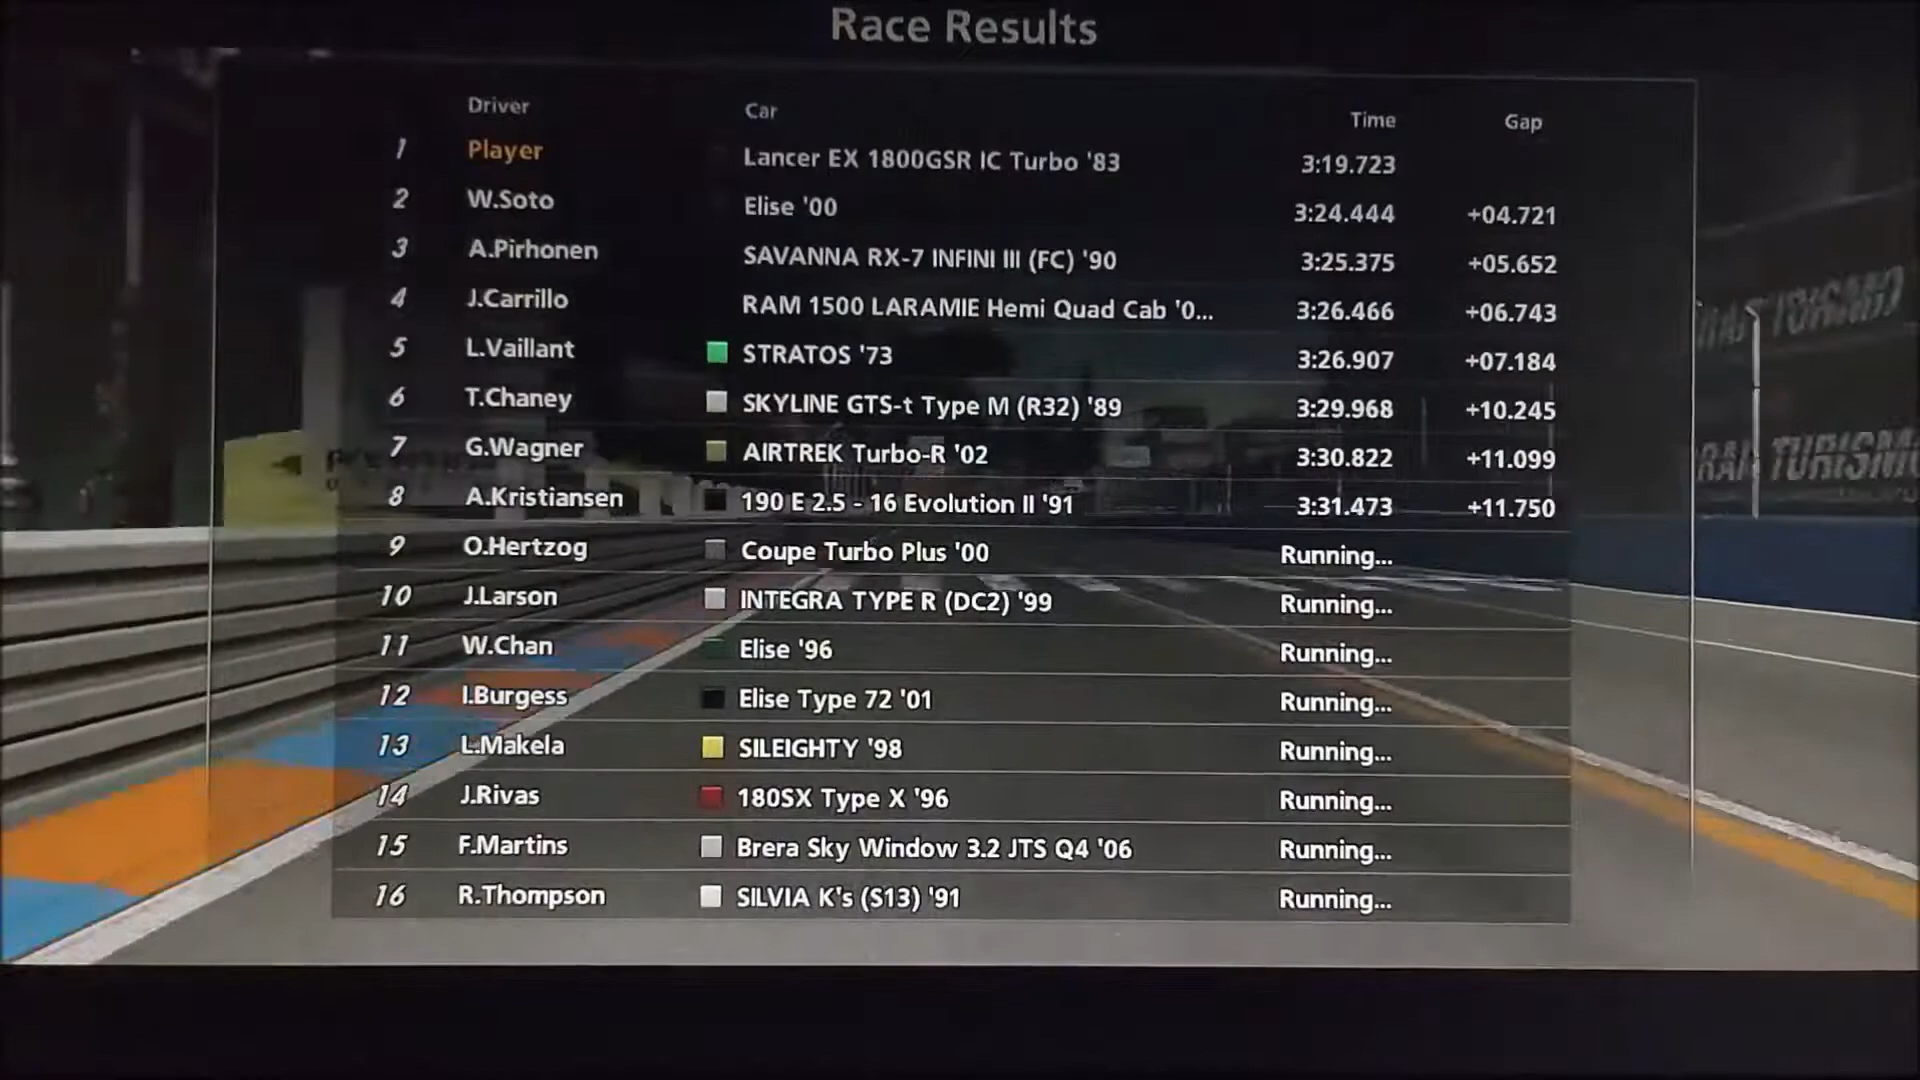 Race Results
Driver Car Time Gap
1 Player Lancer EX 1800GSR IC Turbo '83 3:19.723
2 W.Soto Elise '00 3:24.444 +04.721
3 A.Pirhonen SAVANNA RX-7 INFINI III (FC) '90 3:25.375 +05.652
4 J.Carrillo RAM 1500 LARAMIE Hemi Quad Cab '0... 3:26.466 +06.743
5 L.Vaillant STRATOS '73 3:26.907 +07.184
6 T.Chaney SKYLINE GTS-t Type M (R32) '89 3:29.968 +10.245
7 G.Wagner AIRTREK Turbo-R '02 3:30.822 +11.099
8 A.Kristiansen 190 E 2.5 - 16 Evolution II '91 3:31.473 +11.750
9 O.Hertzog Coupe Turbo Plus '00 Running...
10 J.Larson INTEGRA TYPE R (DC2) '99 Running...
11 W.Chan Elise '96 Running...
12 I.Burgess Elise Type 72 '01 Running...
13 L.Makela SILEIGHTY '98 Running...
14 J.Rivas 180SX Type X '96 Running...
15 F.Martins Brera Sky Window 3.2 JTS Q4 '06 Running...
16 R.Thompson SILVIA K's (S13) '91 Running...
TURISMO
TURISMO